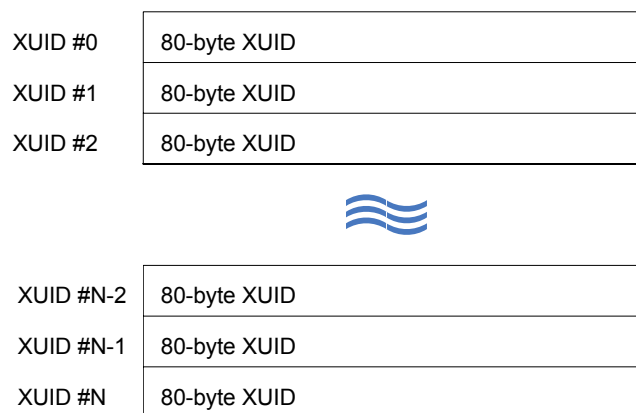 XUID #0 80-byte XUID
XUID #1 80-byte XUID
XUID #2 80-byte XUID
XUID #N-2 80-byte XUID
XUID #N-1 80-byte XUID
XUID #N 80-byte XUID